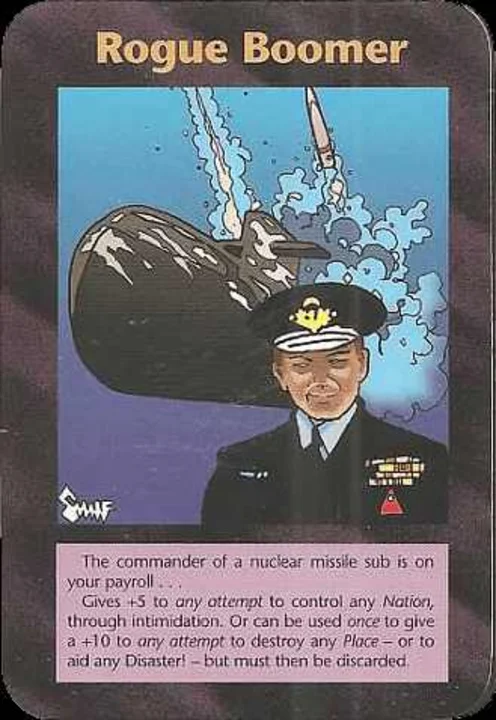 Rogue Boomer
The commander of a nuclear missile sub is on
your payroll . . .
Gives +5 to any attempt to control any Nation,
through intimidation. Or can be used once to give
a +10 to any attempt to destroy any Place – or to
aid any Disaster! – but must then be discarded.